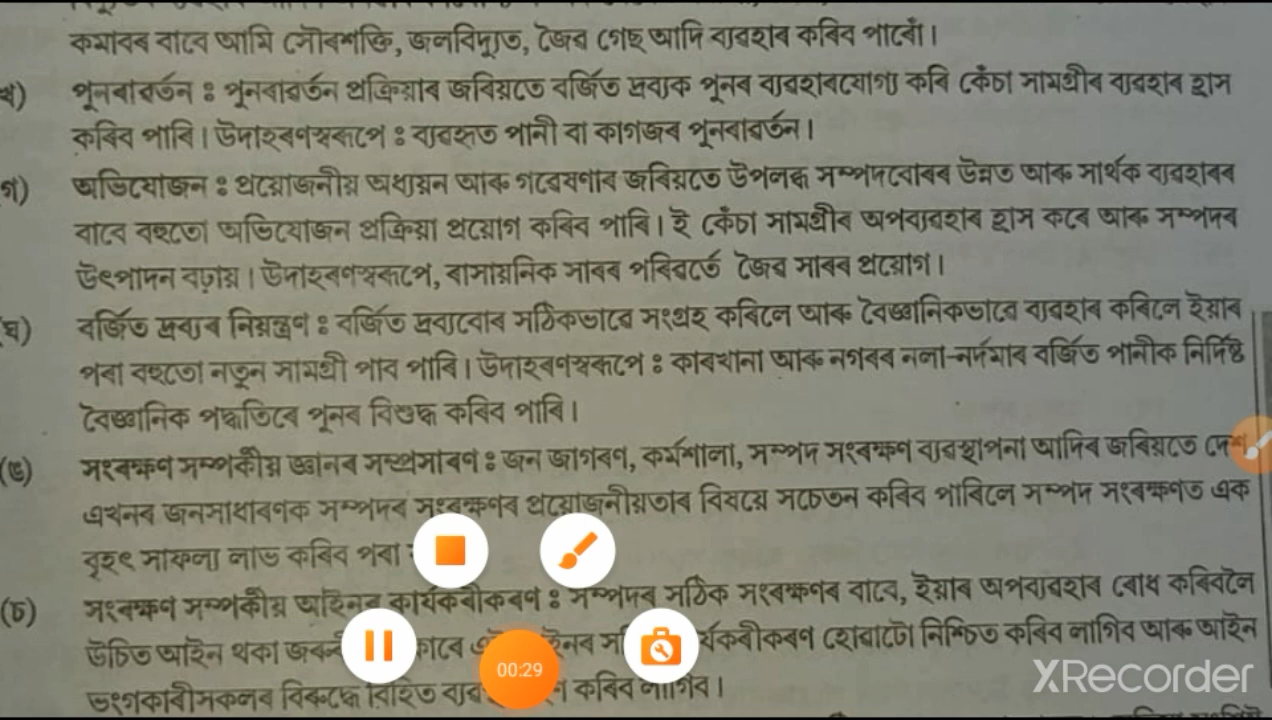 কমাবৰ বাবে আমি সৌৰশক্তি, জলবিদ্যুত, জৈৱ গেছ আদি ব্যৱহাৰ কৰিব পাৰোঁ।
খ) পূনৰাৱৰ্তন : পূনৰাৱৰ্তন প্ৰক্ৰিয়াৰ জৰিয়তে বৰ্জিত দ্ৰব্যক পূনৰ ব্যৱহাৰযোগ্য কৰি কেঁচা সামগ্ৰীৰ ব্যৱহাৰ হ্ৰাস
কৰিব পাৰি। উদাহৰণস্বৰূপে : ব্যৱহৃত পানী বা কাগজৰ পূনৰাৱৰ্তন।
গ) অভিযোজন : প্ৰয়োজনীয় অধ্যয়ন আৰু গৱেষণাৰ জৰিয়তে উপলব্ধ সম্পদবোৰৰ উন্নত আৰু সাৰ্থক ব্যৱহাৰৰ
বাবে বহুতো অভিযোজন প্ৰক্ৰিয়া প্ৰয়োগ কৰিব পাৰি। ই কেঁচা সামগ্ৰীৰ অপব্যৱহাৰ হ্ৰাস কৰে আৰু সম্পদৰ
উৎপাদন বঢ়ায়। উদাহৰণস্বৰূপে, ৰাসায়নিক সাৰৰ পৰিৱৰ্তে জৈৱ সাৰৰ প্ৰয়োগ।
ঘ) বৰ্জিত দ্ৰব্যৰ নিয়ন্ত্ৰণ : বৰ্জিত দ্ৰব্যবোৰ সঠিকভাৱে সংগ্ৰহ কৰিলে আৰু বৈজ্ঞানিকভাৱে ব্যৱহাৰ কৰিলে ইয়াৰ
পৰা বহুতো নতুন সামগ্ৰী পাব পাৰি। উদাহৰণস্বৰূপে : কাৰখানা আৰু নগৰৰ নলা-নৰ্দমাৰ বৰ্জিত পানীক নিৰ্দিষ্ট
বৈজ্ঞানিক পদ্ধতিৰে পূনৰ বিশুদ্ধ কৰিব পাৰি।
(ঙ) সংৰক্ষণ সম্পৰ্কীয় জ্ঞানৰ সম্প্ৰসাৰণ : জন জাগৰণ, কৰ্মশালা, সম্পদ সংৰক্ষণ ব্যৱস্থাপনা আদিৰ জৰিয়তে দেশ
এখনৰ জনসাধাৰণক সম্পদৰ সংৰক্ষণৰ প্ৰয়োজনীয়তাৰ বিষয়ে সচেতন কৰিব পাৰিলে সম্পদ সংৰক্ষণত এক
বৃহৎ সাফল্য লাভ কৰিব পৰা
(চ) সংৰক্ষণ সম্পৰ্কীয় আইনৰ কাৰ্যকৰীকৰণ : সম্পদৰ সঠিক সংৰক্ষণৰ বাবে, ইয়াৰ অপব্যৱহাৰ ৰোধ কৰিবলৈ
উচিত আইন থকা হোৱাটো নিশ্চিত কৰিব লাগিব আৰু আইন
ভংগকাৰীসকলৰ বিৰুদ্ধে বিহিত কৰিব লাগিব।
00:29
XRecorder